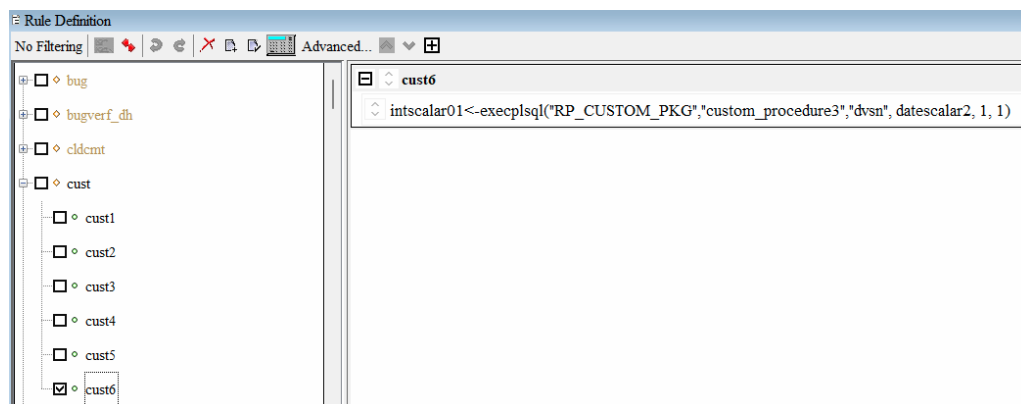 Rule Definition
No Filtering Advanced...
bug
bugverf_dh
cldcmt
cust
cust1
cust2
cust3
cust4
cust5
cust6
cust6
intscalar01<-execplsql("RP_CUSTOM_PKG","custom_procedure3","dvsn", datescalar2, 1, 1)